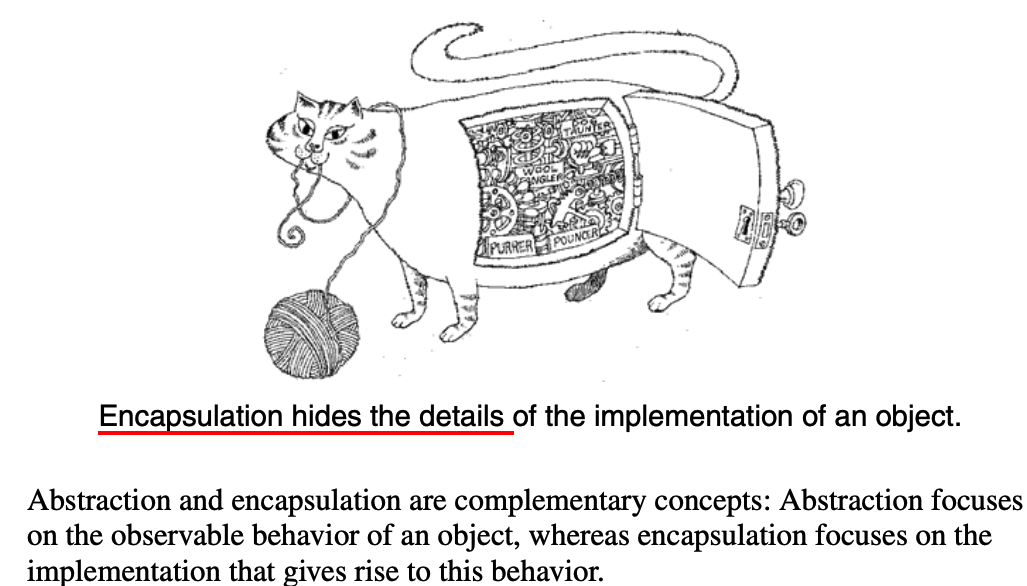 TAUNTER
WOOL
PURRER
POUNCER
Encapsulation hides the details of the implementation of an object.
Abstraction and encapsulation are complementary concepts: Abstraction focuses
on the observable behavior of an object, whereas encapsulation focuses on the
implementation that gives rise to this behavior.